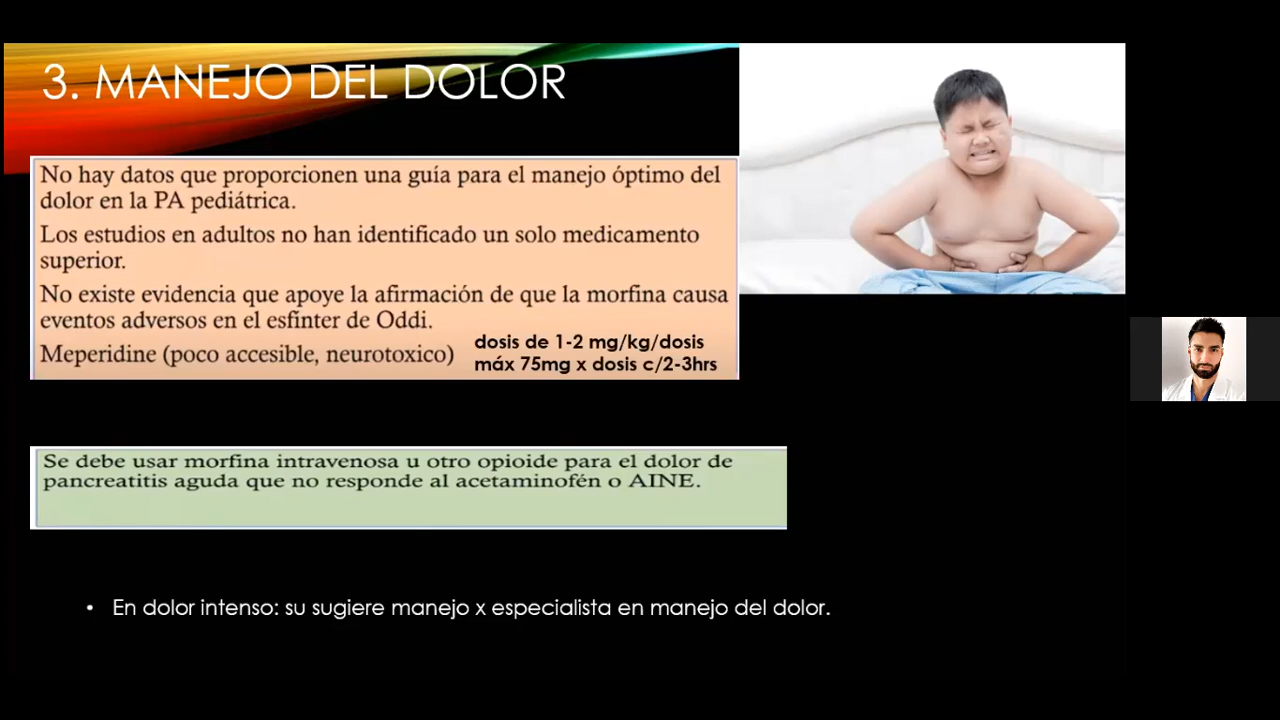 3. MANEJO DEL DOLOR
No hay datos que proporcionen una guía para el manejo óptimo del
dolor en la PA pediátrica.
Los estudios en adultos no han identificado un solo medicamento
superior.
No existe evidencia que apoye la afirmación de que la morfina causa
eventos adversos en el esfínter de Oddi.
Meperidine (poco accesible, neurotoxico)
dosis de 1-2 mg/kg/dosis
máx 75mg x dosis c/2-3hrs
Se debe usar morfina intravenosa u otro opioide para el dolor de
pancreatitis aguda que no responde al acetaminofén o AINE.
• En dolor intenso: su sugiere manejo x especialista en manejo del dolor.